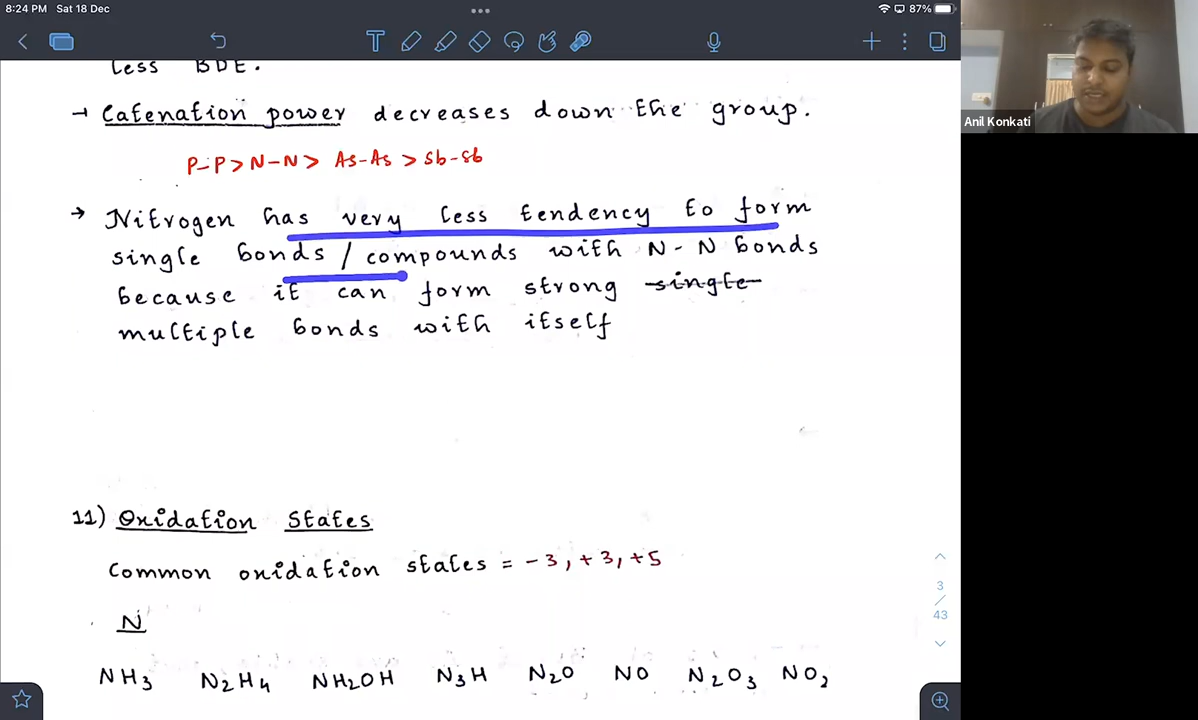 8:24 PM Sat 18 Dec
87%
Less BDE.
→ Catenation power decreases down the group.
Anil Konkati
P-P > N-N > As-As > Sb-Sb
→ Nitrogen has very less tendency to form
single bonds / compounds with N-N bonds
because it can form strong single
multiple bonds with itself
11) Oxidation States
Common oxidation states = -3, +3, +5
3
/
43
N
NH3 N2H4 NH2OH N3H N2O NO N2O3 NO2